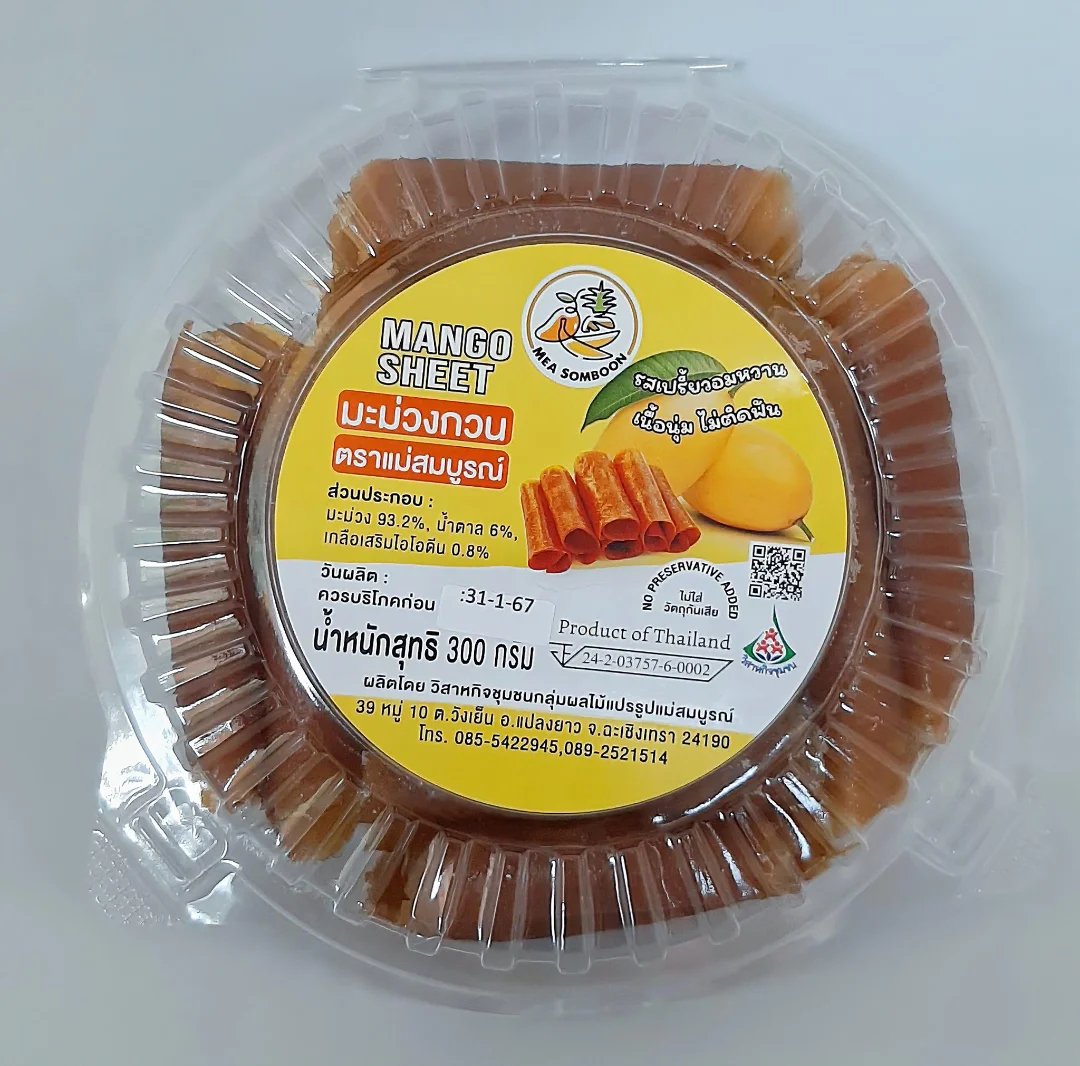 MEA SOMBOON
MANGO
SHEET
มะม่วงกวน
ตราแม่สมบูรณ์
รสเปรี้ยวอมหวาน
เนื้อนุ่ม ไม่ติดฟัน
ส่วนประกอบ :
มะม่วง 93.2%, น้ำตาล 6%,
เกลือเสริมไอโอดีน 0.8%
วันผลิต :
ควรบริโภคก่อน :31-1-67
น้ำหนักสุทธิ 300 กรัม
NO PRESERVATIVE ADDED
ไม่ใส่
วัตถุกันเสีย
Product of Thailand
24-2-03757-6-0002
วิสาหกิจชุมชน
ผลิตโดย วิสาหกิจชุมชนกลุ่มผลไม้แปรรูปแม่สมบูรณ์
39 หมู่ 10 ต.วังเย็น อ.แปลงยาว จ.ฉะเชิงเทรา 24190
โทร. 085-5422945,089-2521514